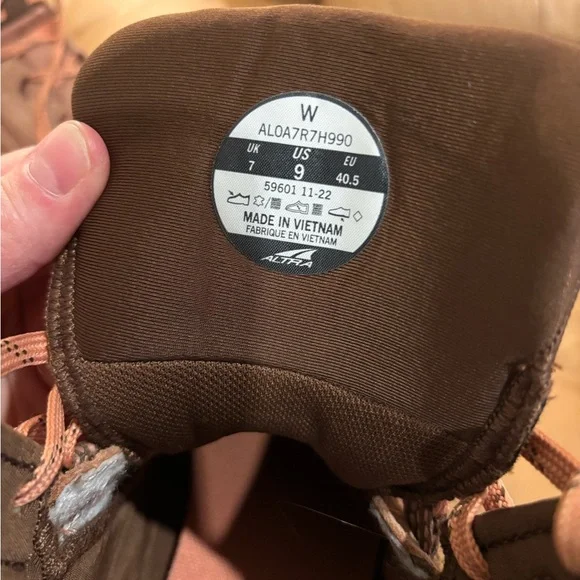 W
AL0A7R7H990
UK US EU
7 9 40.5
59601 11-22
MADE IN VIETNAM
FABRIQUE EN VIETNAM
ALTRA